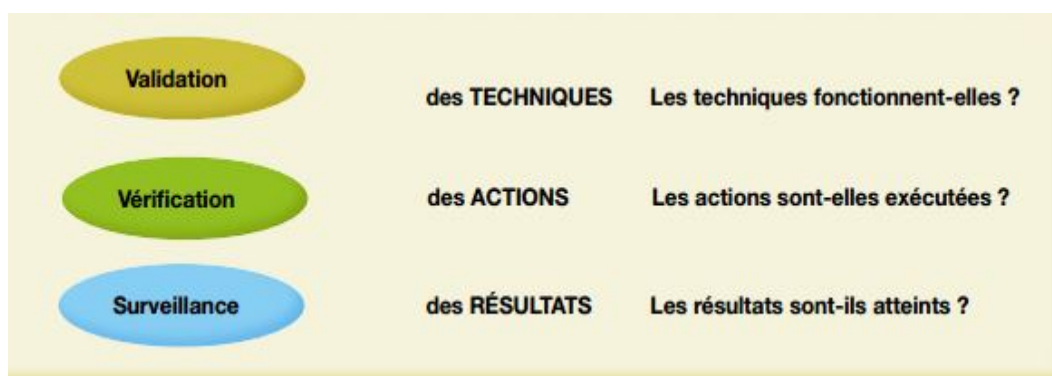 Validation des TECHNIQUES Les techniques fonctionnent-elles ?
Vérification des ACTIONS Les actions sont-elles exécutées ?
Surveillance des RÉSULTATS Les résultats sont-ils atteints ?